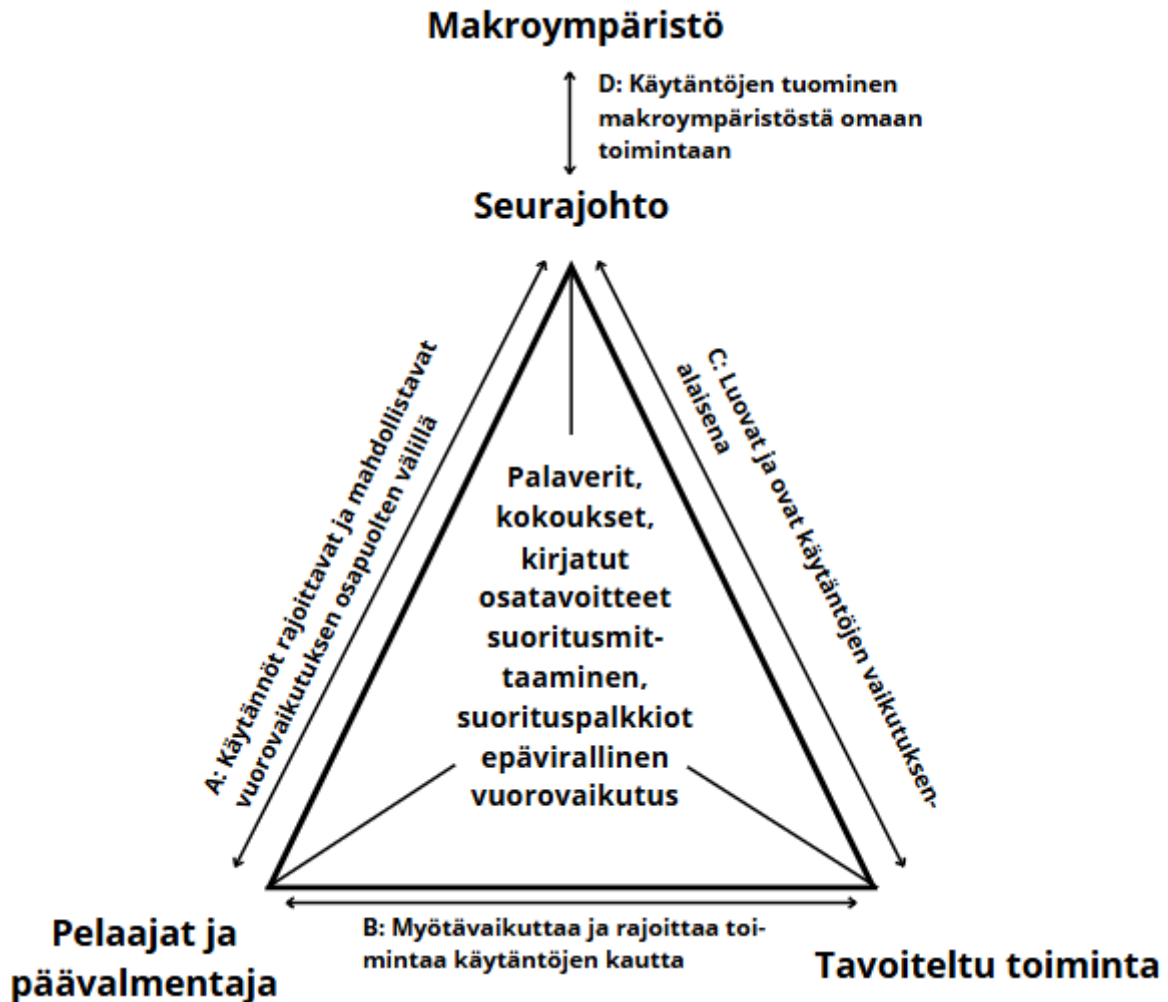 Makroympäristö
D: Käytäntöjen tuominen
makroympäristöstä omaan
toimintaan
Seurajohto
A: Käytännöt rajoittavat ja mahdollistavat
vuorovaikutuksen osapuolten välillä
C: Luovat ja ovat käytäntöjen vaikutuksen-
alaisena
Palaverit,
kokoukset,
kirjatut
osatavoitteet
suoritusmit-
taaminen,
suorituspalkkiot
epävirallinen
vuorovaikutus
B: Myötävaikuttaa ja rajoittaa toi-
mintaa käytäntöjen kautta
Pelaajat ja
päävalmentaja
Tavoiteltu toiminta